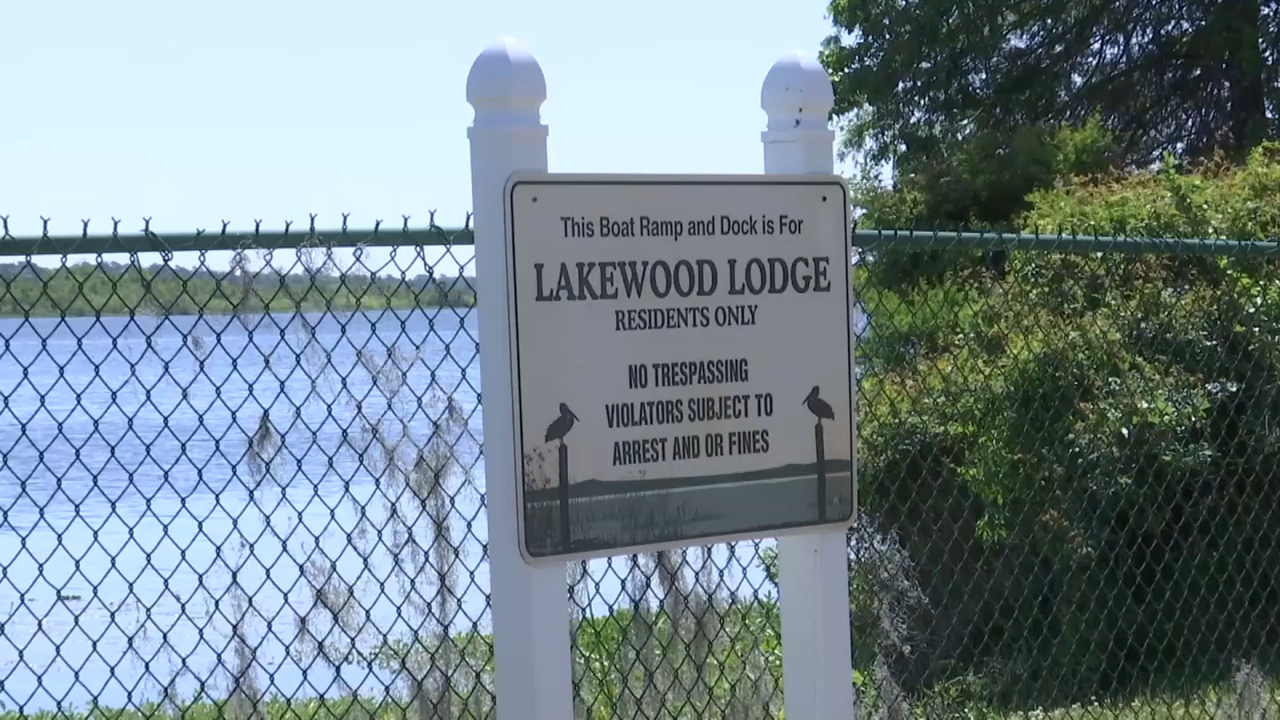 This Boat Ramp and Dock is For
LAKEWOOD LODGE
RESIDENTS ONLY
NO TRESPASSING
VIOLATORS SUBJECT TO
ARREST AND OR FINES